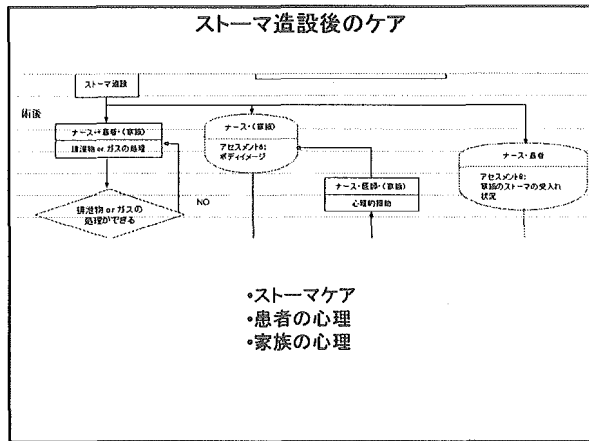 ストーマ造設後のケア
ストーマ造設
術後
ナース→患者・(家族)
排泄物 or ガスの処理
排泄物 or ガスの
処理ができる
NO
ナース・(家族)
アセスメント8:
ボディイメージ
ナース・医師・(家族)
心理的援助
ナース・患者
アセスメント9:
家族のストーマの受入れ
状況
・ストーマケア
・患者の心理
・家族の心理